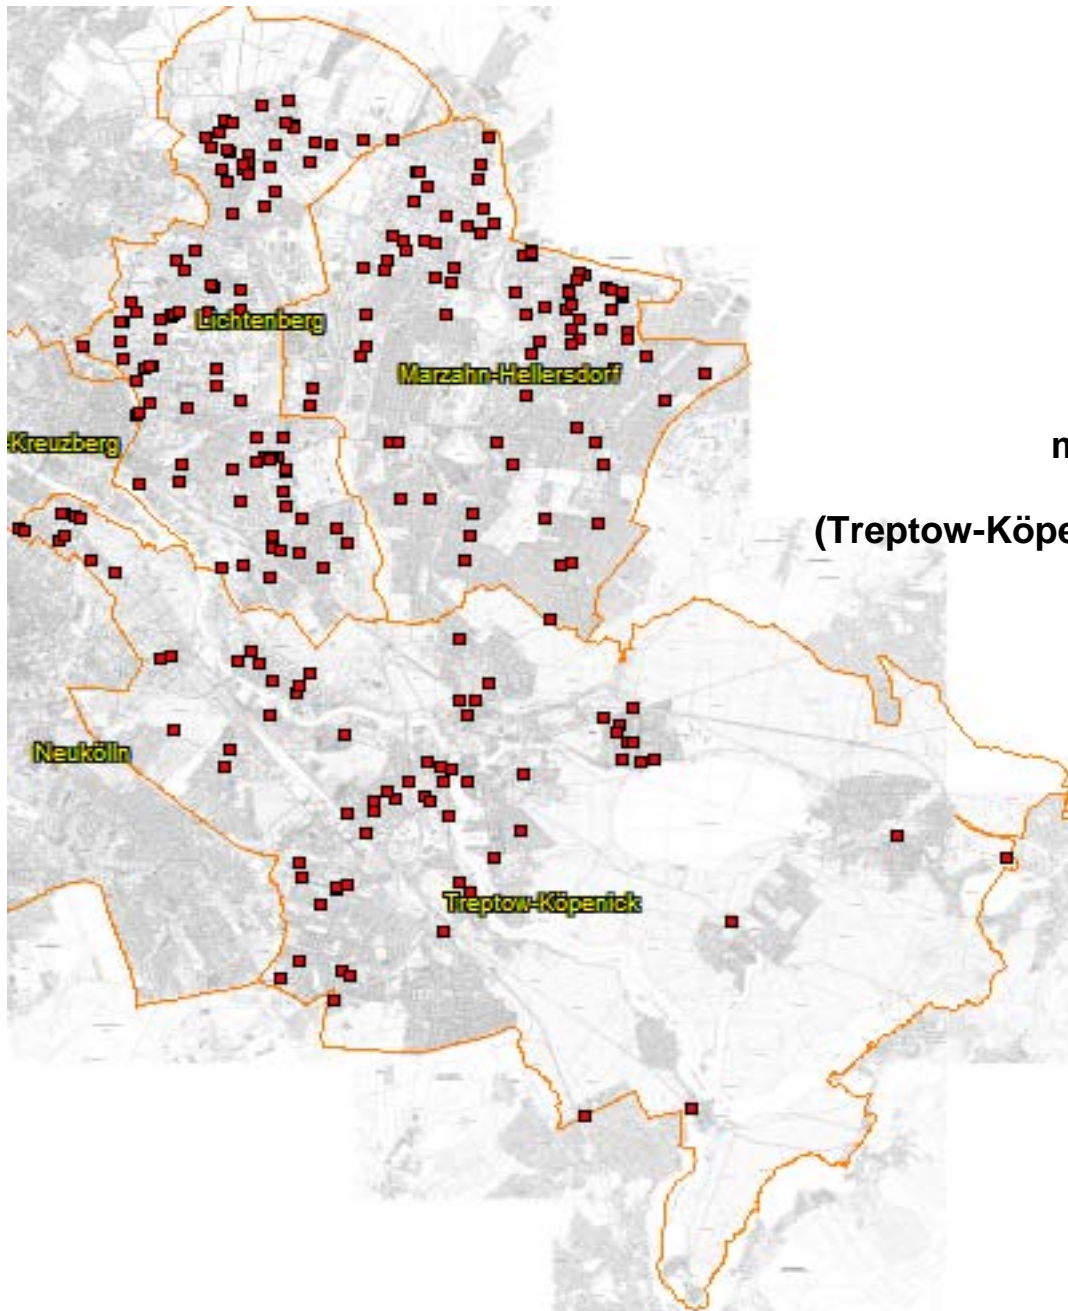 Lichtenberg
Marzahn-Hellersdorf
-Kreuzberg
n
(Treptow-Köpe
Neukölln
Treptow-Köpenick